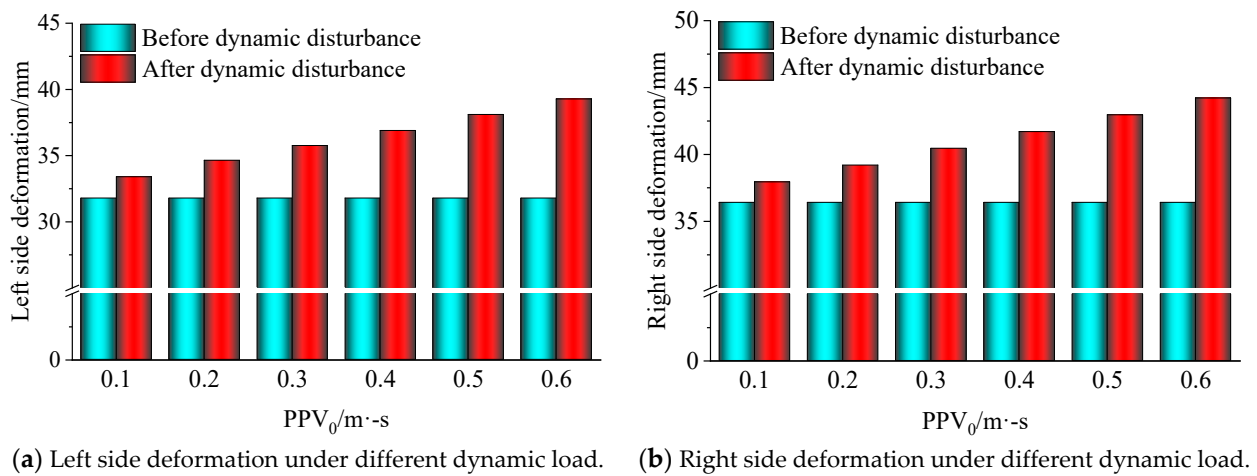 45
40
35
30
0
Left side deformation/mm
Before dynamic disturbance
After dynamic disturbance
0.1 0.2 0.3 0.4 0.5 0.6
PPV₀/m·-s
(a) Left side deformation under different dynamic load.
50
45
40
35
0
Right side deformation/mm
Before dynamic disturbance
After dynamic disturbance
0.1 0.2 0.3 0.4 0.5 0.6
PPV₀/m·-s
(b) Right side deformation under different dynamic load